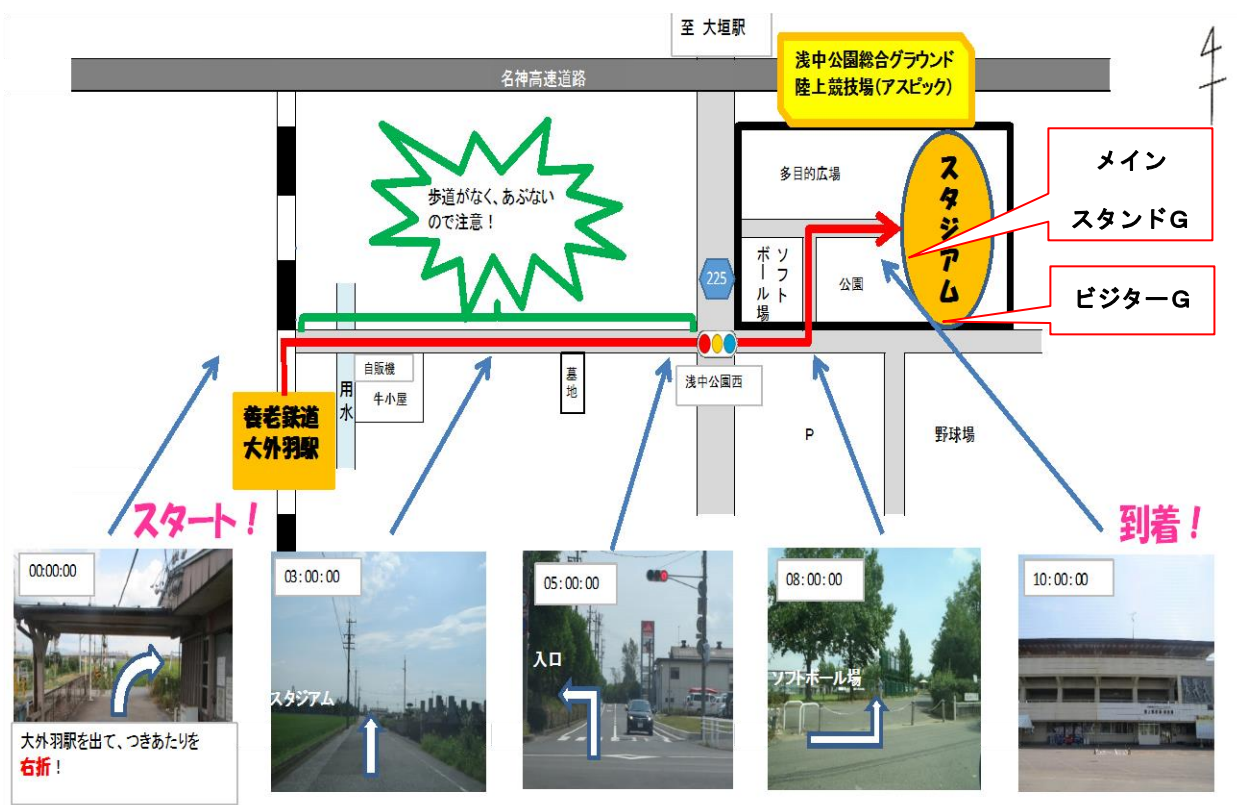 至 大垣駅
名神高速道路
浅中公園総合グラウンド
陸上競技場(アスピック)
メイン
スタンドG
ビジターG
スタジアム
多目的広場
ソフト
ボール場
公園
225
歩道がなく、あぶない
ので注意！
自販機
牛小屋
用水
墓地
浅中公園西
P
野球場
養老鉄道
大外羽駅
スタート！
到着！
00:00:00
大外羽駅を出て、つきあたりを
右折！
03:00:00
スタジアム
05:00:00
入口
08:00:00
ソフトボール場
10:00:00